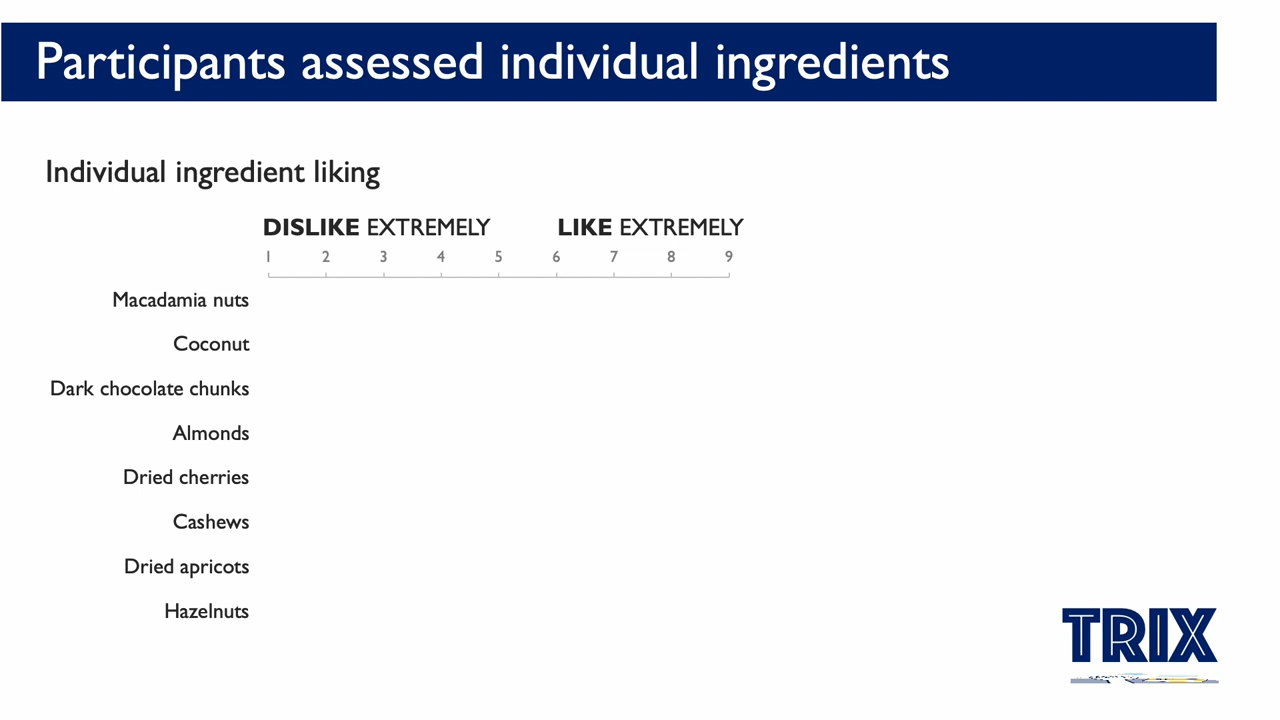 Participants assessed individual ingredients
Individual ingredient liking
DISLIKE EXTREMELY LIKE EXTREMELY
1 2 3 4 5 6 7 8 9
Macadamia nuts
Coconut
Dark chocolate chunks
Almonds
Dried cherries
Cashews
Dried apricots
Hazelnuts
TRIX